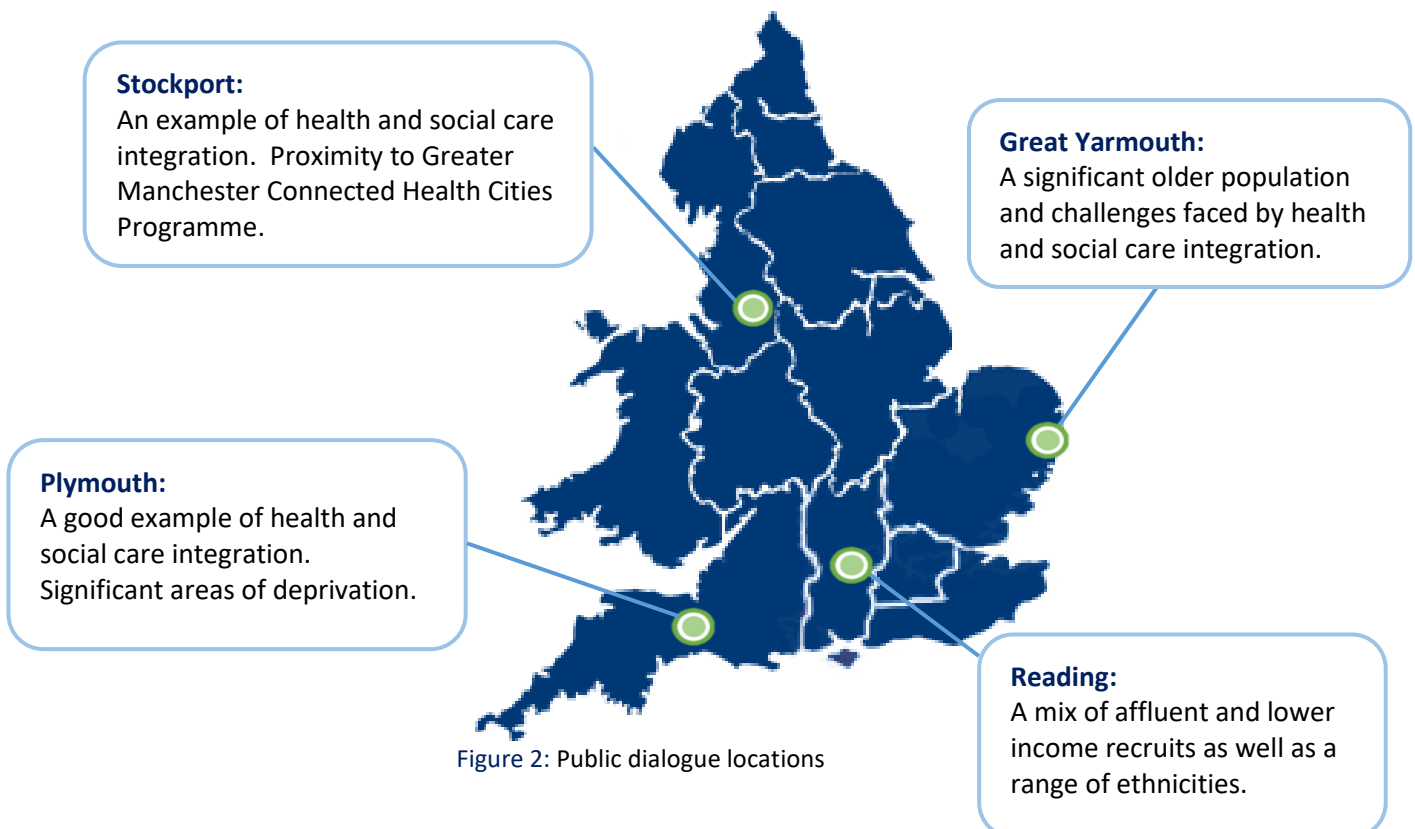 Stockport:
An example of health and social care
integration.  Proximity to Greater
Manchester Connected Health Cities
Programme.
Great Yarmouth:
A significant older population
and challenges faced by health
and social care integration.
Plymouth:
A good example of health and
social care integration.
Significant areas of deprivation.
Reading:
A mix of affluent and lower
income recruits as well as a
range of ethnicities.
Figure 2: Public dialogue locations